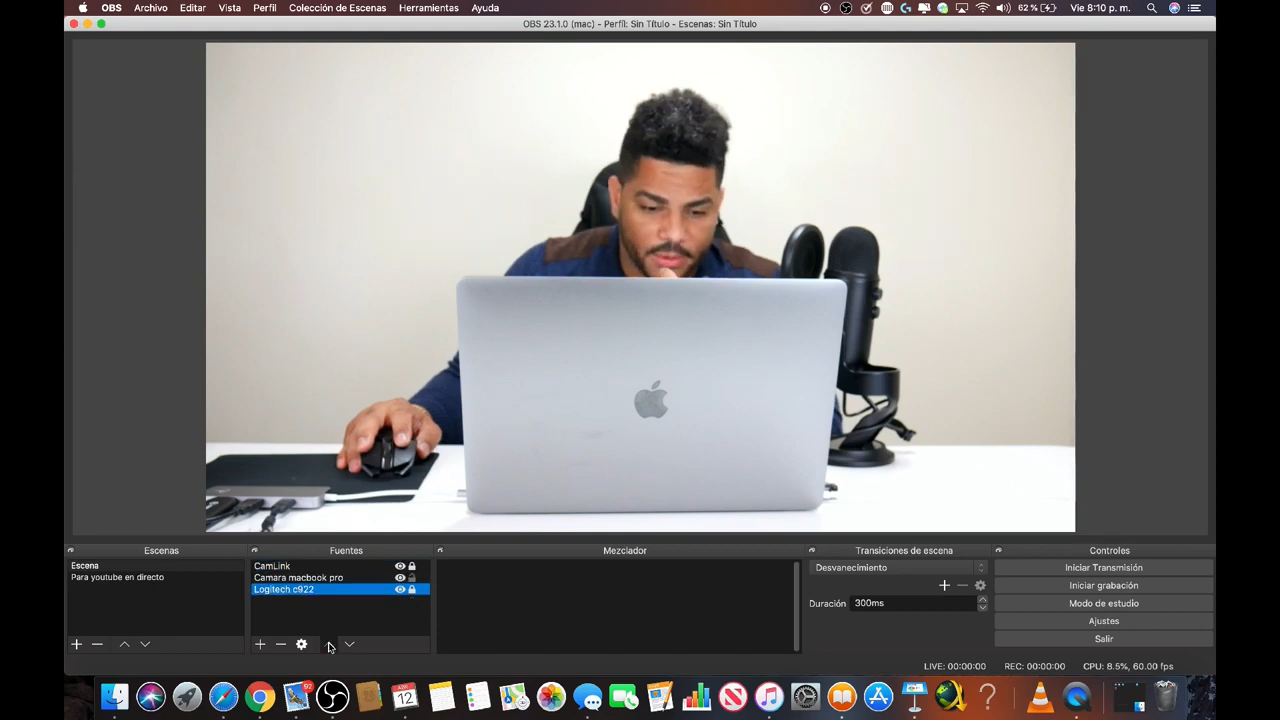 OBS Archivo Editar Vista Perfil Colección de Escenas Herramientas Ayuda 62 % Vie 8:10 p. m.
OBS 23.1.0 (mac) - Perfil: Sin Título - Escenas: Sin Título
Escenas Fuentes Mezclador Transiciones de escena Controles
Escena
Para youtube en directo
CamLink
Camara macbook pro
Logitech c922
Desvanecimiento
Duración 300ms
Iniciar Transmisión
Iniciar grabación
Modo de estudio
Ajustes
Salir
LIVE: 00:00:00 REC: 00:00:00 CPU: 8.5%, 60.00 fps
92
12